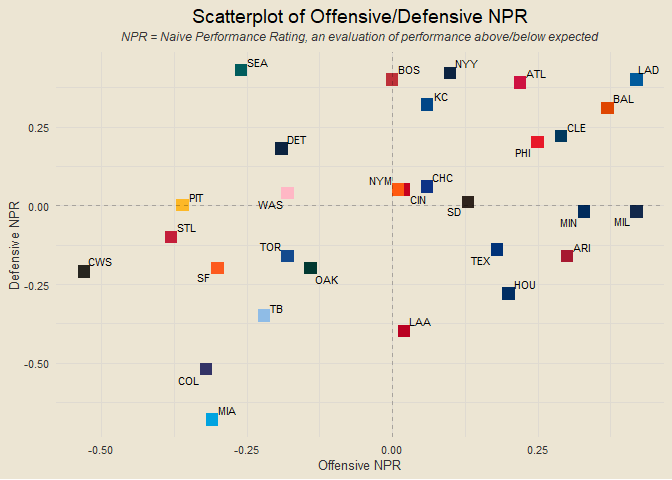 Scatterplot of Offensive/Defensive NPR
NPR = Naive Performance Rating, an evaluation of performance above/below expected
SEA
BOS
NYY
ATL
LAD
KC
BAL
0.25
CLE
DET
PHI
NYM
CHC
WAS
CIN
PIT
SD
0.00
MIN
MIL
STL
TOR
TEX
ARI
CWS
SF
OAK
HOU
-0.25
TB
LAA
-0.50
COL
MIA
Defensive NPR
-0.50
-0.25
0.00
0.25
Offensive NPR